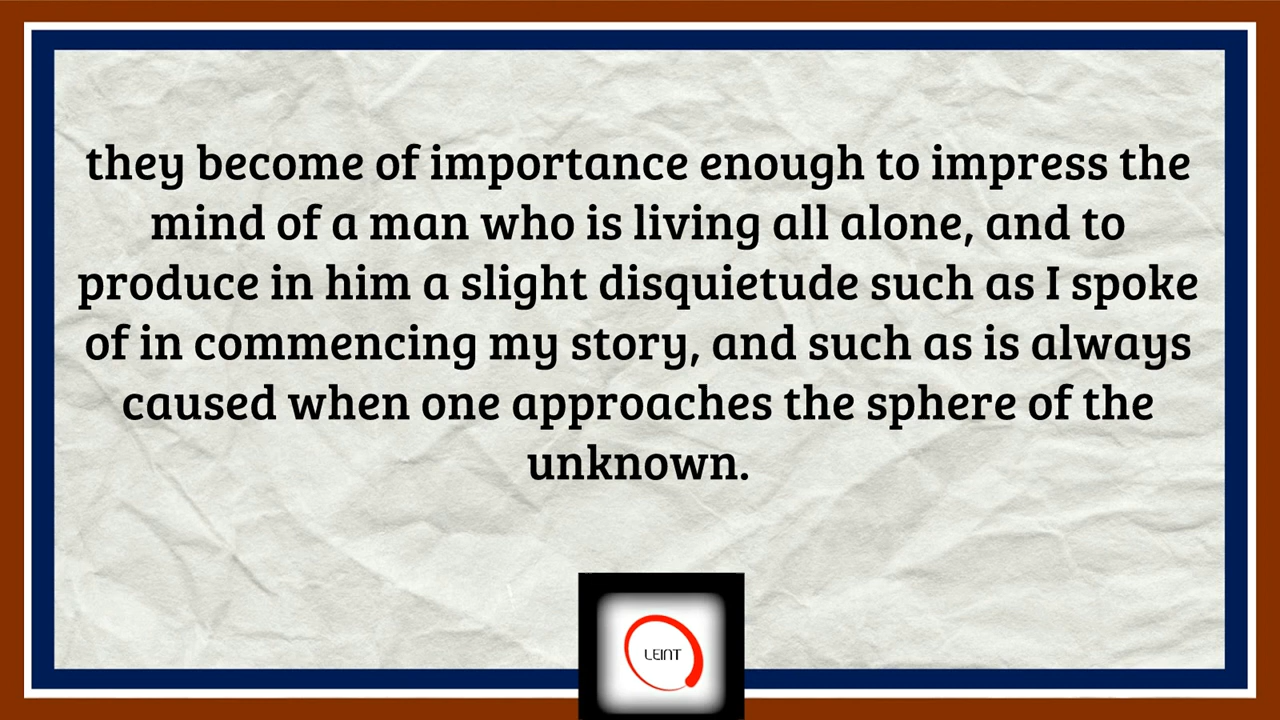 they become of importance enough to impress the
mind of a man who is living all alone, and to
produce in him a slight disquietude such as I spoke
of in commencing my story, and such as is always
caused when one approaches the sphere of the
unknown.
LEINT